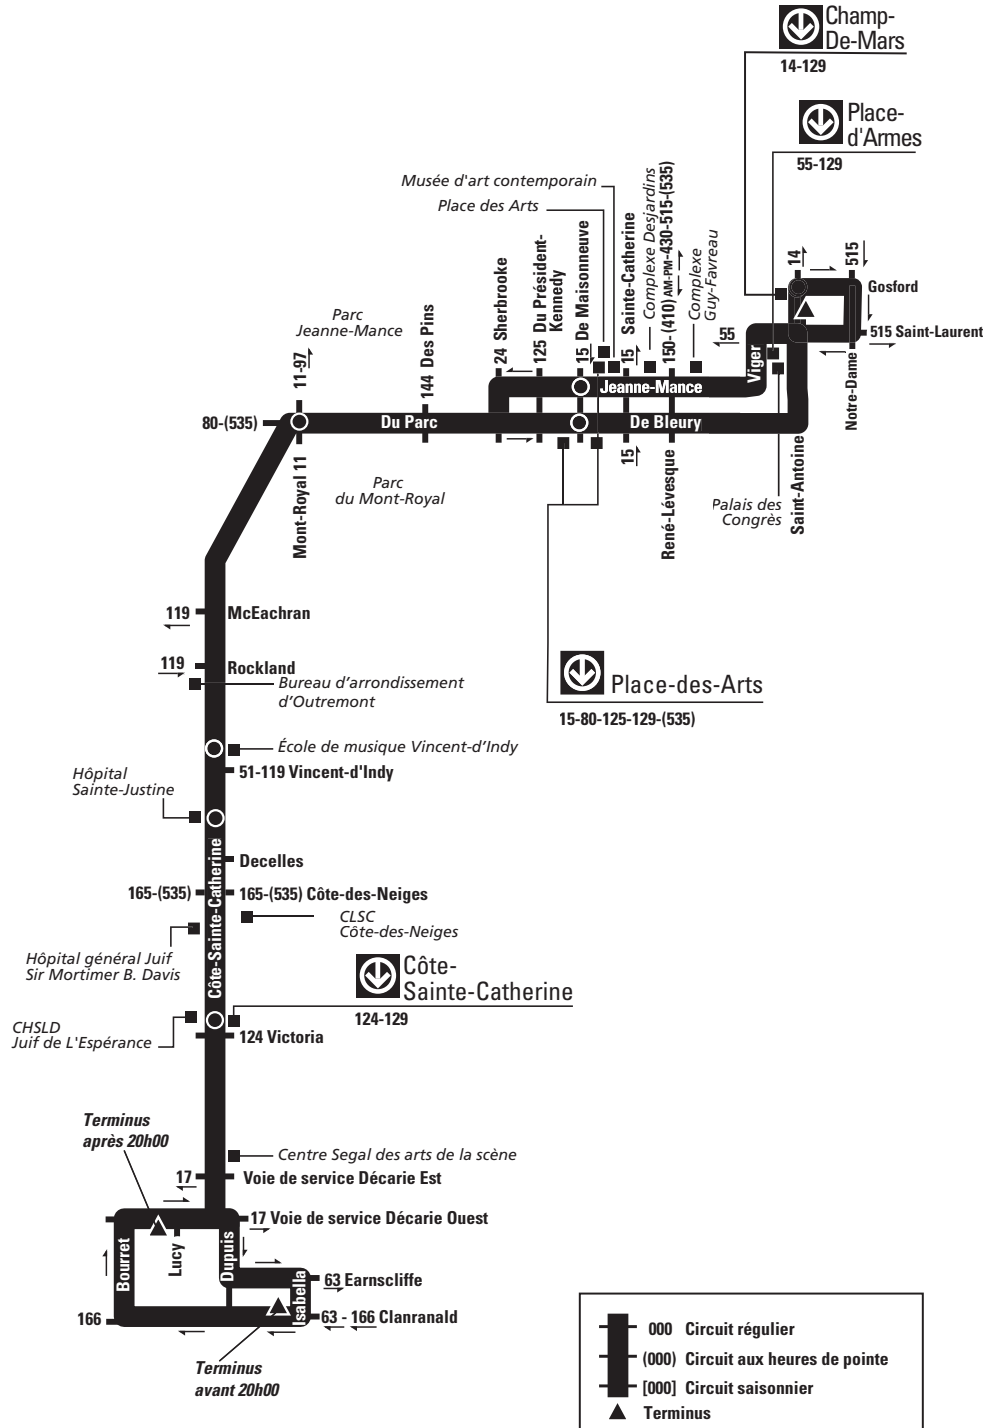 Champ-
De-Mars
14-129
Place-
d'Armes
55-129
Musée d'art contemporain
Place des Arts
Complexe Desjardins
Complexe
Guy-Favreau
Parc
Jeanne-Mance
11-97
144 Des Pins
24 Sherbrooke
125 Du Président-
Kennedy
15 De Maisonneuve
15 Sainte-Catherine
150-(410) AM-PM-430-515-(535)
55
14
515
Gosford
515 Saint-Laurent
Viger
Jeanne-Mance
80-(535)
Du Parc
De Bleury
Notre-Dame
Mont-Royal 11
Parc
du Mont-Royal
15
René-Lévesque
Palais des
Congrès
Saint-Antoine
119
McEachran
119
Rockland
Bureau d'arrondissement
d'Outremont
Place-des-Arts
15-80-125-129-(535)
École de musique Vincent-d'Indy
51-119 Vincent-d'Indy
Hôpital
Sainte-Justine
Côte-Sainte-Catherine
Decelles
165-(535)
165-(535) Côte-des-Neiges
CLSC
Côte-des-Neiges
Hôpital général Juif
Sir Mortimer B. Davis
Côte-
Sainte-Catherine
124-129
CHSLD
Juif de L'Espérance
124 Victoria
Terminus
après 20h00
Centre Segal des arts de la scène
17
Voie de service Décarie Est
17 Voie de service Décarie Ouest
Bourret
Lucy
Dupuis
Isabella
63 Earnscliffe
166
63 - 166 Clanranald
Terminus
avant 20h00
000 Circuit régulier
(000) Circuit aux heures de pointe
[000] Circuit saisonnier
Terminus